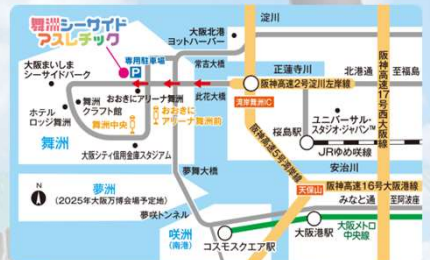 舞洲シーサイド
アスレチック
専用駐車場
P
大阪まいしま
シーサイドパーク
大阪北港
ヨットハーバー
淀川
常吉大橋
正蓮寺川
北港通
至福島
阪神高速2号淀川左岸線
阪神高速17号西大阪線
此花大橋
湾岸舞洲IC
ホテル
ロッジ舞洲
舞洲
クラフト館
おおきにアリーナ舞洲
舞洲中央
おおきに
アリーナ舞洲前
舞洲
大阪シティ信用金庫スタジアム
ユニバーサル・
スタジオ・ジャパン™
桜島駅
JRゆめ咲線
阪神高速5号湾岸線
安治川
夢舞大橋
天保山
阪神高速16号大阪港線
みなと通
至阿波座
夢洲
(2025年大阪万博会場予定地)
N
夢咲トンネル
咲洲
(南港)
コスモスクエア駅
大阪港駅
大阪メトロ
中央線